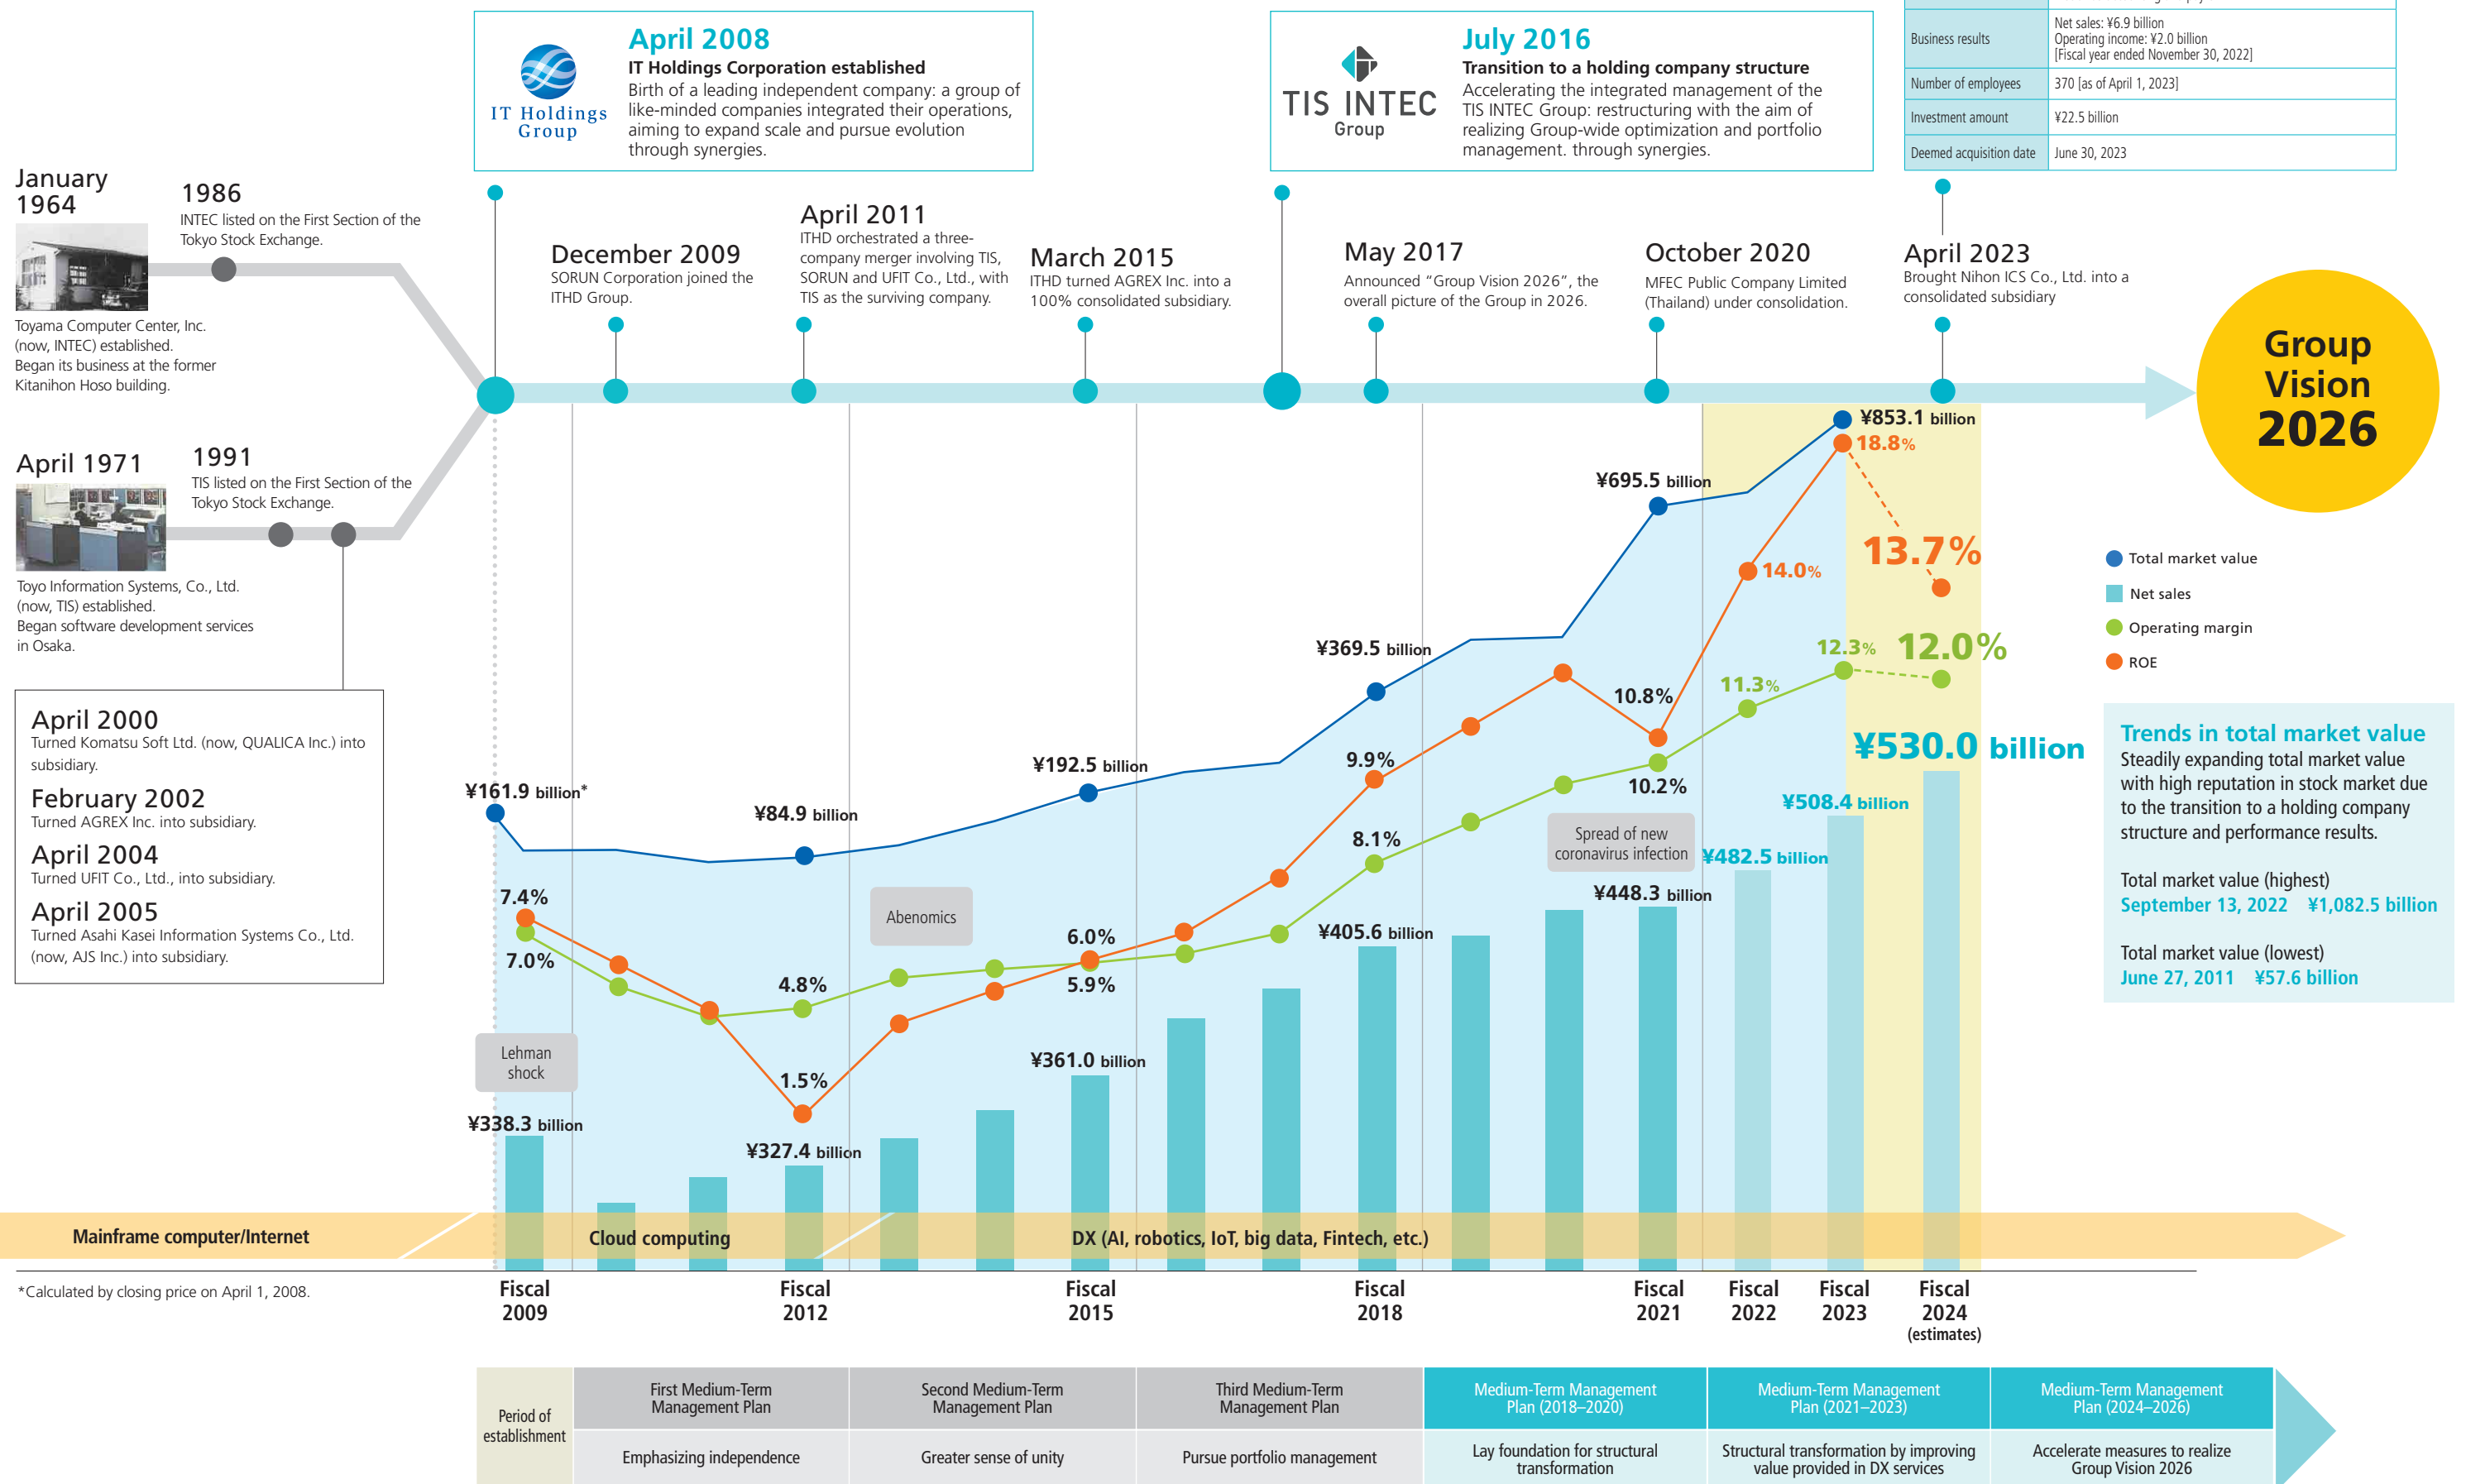 April 2008
IT Holdings Corporation established
Birth of a leading independent company: a group of
like-minded companies integrated their operations,
aiming to expand scale and pursue evolution
through synergies.
IT Holdings
Group
July 2016
Transition to a holding company structure
Accelerating the integrated management of the
TIS INTEC Group: restructuring with the aim of
realizing Group-wide optimization and portfolio
management. through synergies.
TIS INTEC
Group
Business results
Net sales: ¥6.9 billion
Operating income: ¥2.0 billion
[Fiscal year ended November 30, 2022]
Number of employees
370 [as of April 1, 2023]
Investment amount
¥22.5 billion
Deemed acquisition date
June 30, 2023
January
1964
Toyama Computer Center, Inc.
(now, INTEC) established.
Began its business at the former
Kitanihon Hoso building.
1986
INTEC listed on the First Section of the
Tokyo Stock Exchange.
April 1971
Toyo Information Systems, Co., Ltd.
(now, TIS) established.
Began software development services
in Osaka.
1991
TIS listed on the First Section of the
Tokyo Stock Exchange.
April 2000
Turned Komatsu Soft Ltd. (now, QUALICA Inc.) into
subsidiary.
February 2002
Turned AGREX Inc. into subsidiary.
April 2004
Turned UFIT Co., Ltd., into subsidiary.
April 2005
Turned Asahi Kasei Information Systems Co., Ltd.
(now, AJS Inc.) into subsidiary.
December 2009
SORUN Corporation joined the
ITHD Group.
April 2011
ITHD orchestrated a three-
company merger involving TIS,
SORUN and UFIT Co., Ltd., with
TIS as the surviving company.
March 2015
ITHD turned AGREX Inc. into a
100% consolidated subsidiary.
May 2017
Announced “Group Vision 2026”, the
overall picture of the Group in 2026.
October 2020
MFEC Public Company Limited
(Thailand) under consolidation.
April 2023
Brought Nihon ICS Co., Ltd. into a
consolidated subsidiary
Group
Vision
2026
¥161.9 billion*
¥84.9 billion
¥192.5 billion
¥369.5 billion
¥695.5 billion
¥853.1 billion
18.8%
14.0%
13.7%
12.3%
12.0%
11.3%
10.8%
10.2%
9.9%
8.1%
7.4%
7.0%
4.8%
1.5%
6.0%
5.9%
Lehman
shock
Abenomics
Spread of new
coronavirus infection
¥338.3 billion
¥327.4 billion
¥361.0 billion
¥405.6 billion
¥448.3 billion
¥482.5 billion
¥508.4 billion
¥530.0 billion
Total market value
Net sales
Operating margin
ROE
Trends in total market value
Steadily expanding total market value
with high reputation in stock market due
to the transition to a holding company
structure and performance results.
Total market value (highest)
September 13, 2022 ¥1,082.5 billion
Total market value (lowest)
June 27, 2011 ¥57.6 billion
Mainframe computer/Internet
Cloud computing
DX (AI, robotics, IoT, big data, Fintech, etc.)
*Calculated by closing price on April 1, 2008.
Fiscal
2009
Fiscal
2012
Fiscal
2015
Fiscal
2018
Fiscal
2021
Fiscal
2022
Fiscal
2023
Fiscal
2024
(estimates)
Period of
establishment
First Medium-Term
Management Plan
Emphasizing independence
Second Medium-Term
Management Plan
Greater sense of unity
Third Medium-Term
Management Plan
Pursue portfolio management
Medium-Term Management
Plan (2018–2020)
Lay foundation for structural
transformation
Medium-Term Management
Plan (2021–2023)
Structural transformation by improving
value provided in DX services
Medium-Term Management
Plan (2024–2026)
Accelerate measures to realize
Group Vision 2026